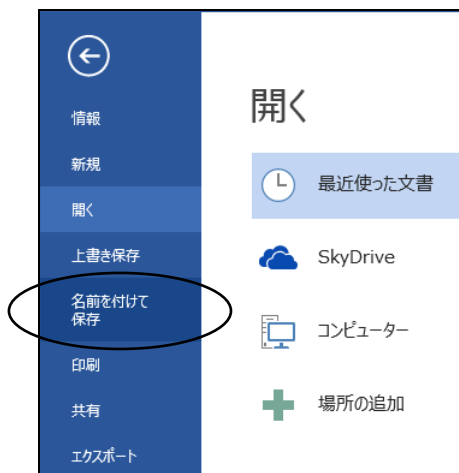 情報
新規
開く
上書き保存
名前を付けて
保存
印刷
共有
エクスポート
開く
最近使った文書
SkyDrive
コンピューター
場所の追加